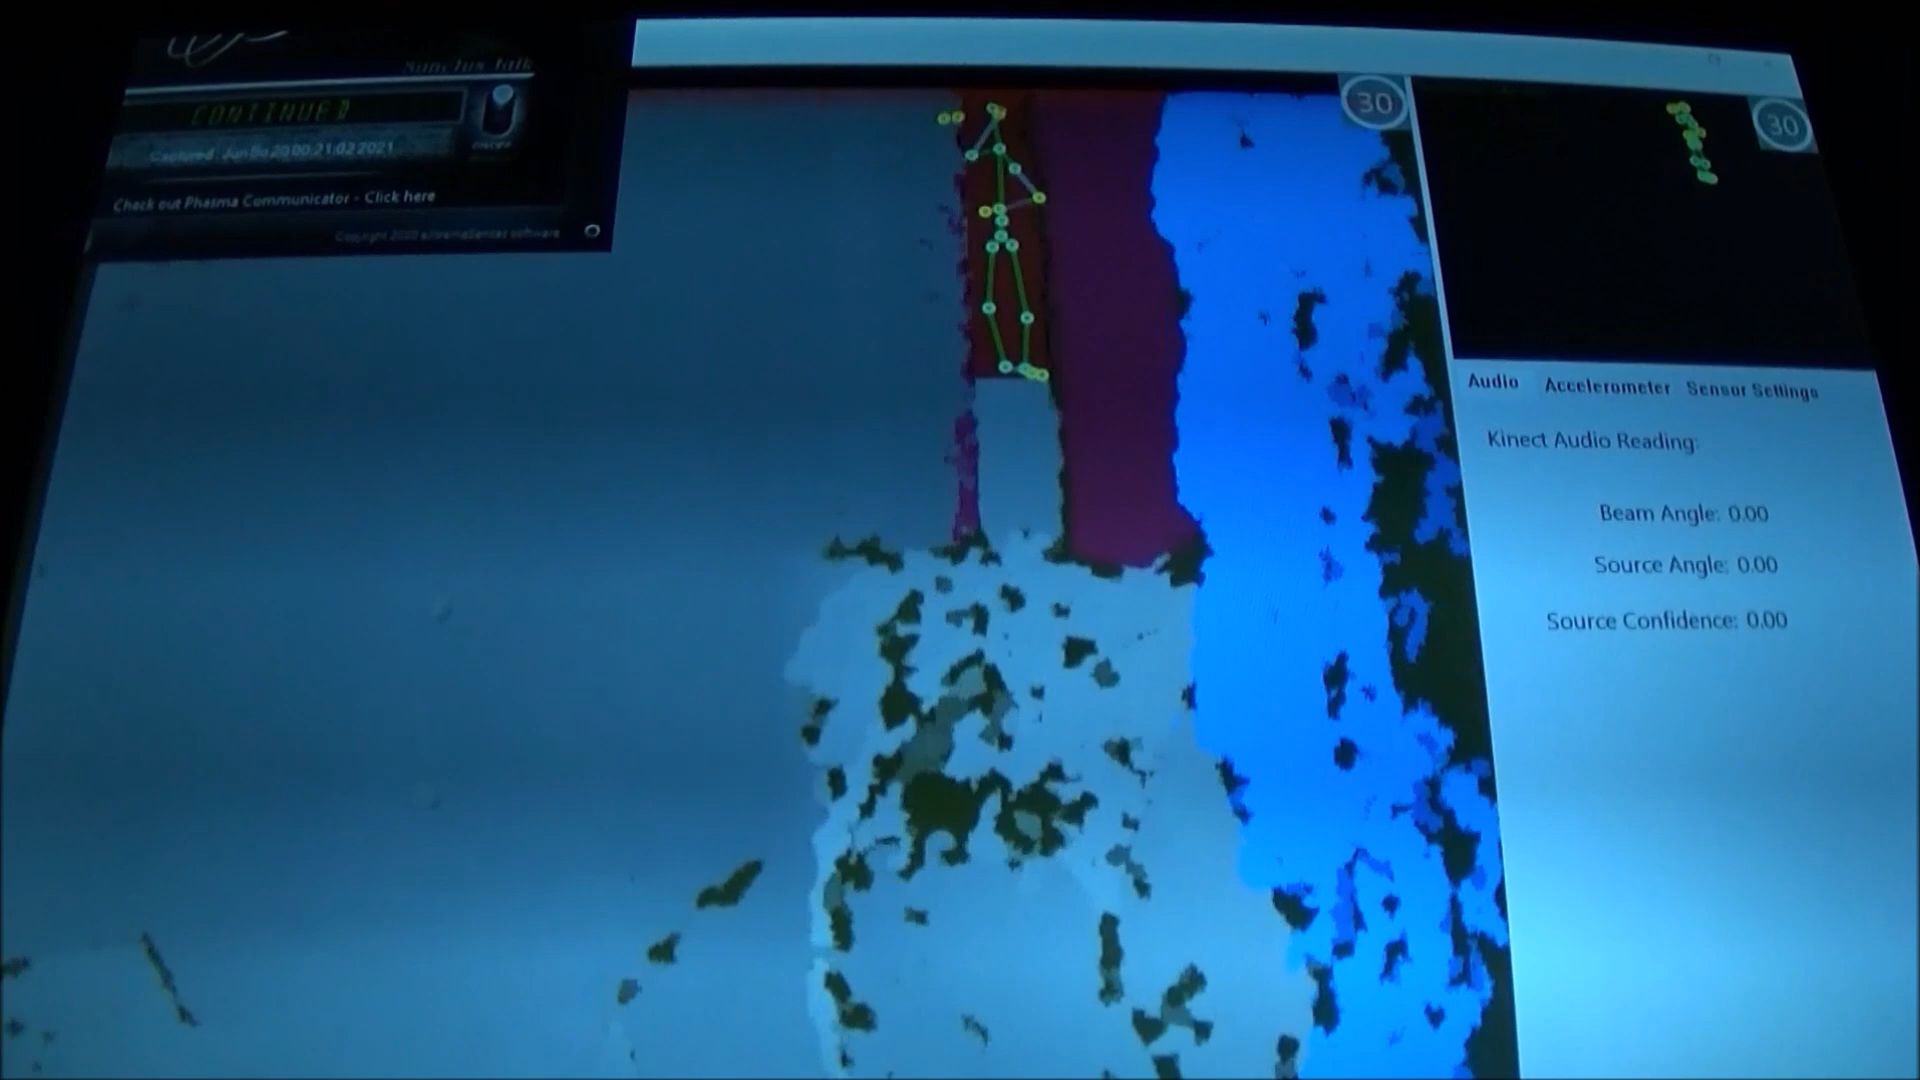 CONTINUED
Check out Phasma Communicator - Click here
30
30
Audio
Accelerometer
Sensor Settings
Kinect Audio Reading:
Beam Angle: 0.00
Source Angle: 0.00
Source Confidence: 0.00